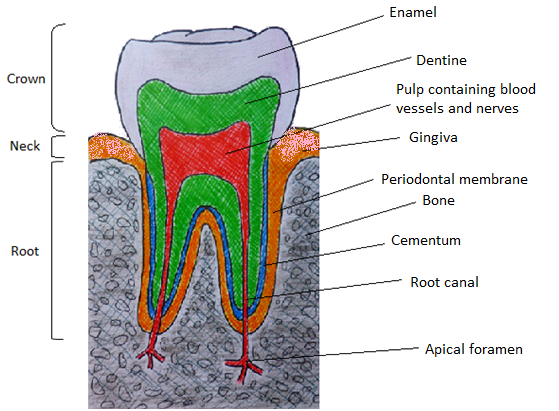 Enamel
Crown
Dentine
Pulp containing blood
vessels and nerves
Gingiva
Neck
Periodontal membrane
Bone
Cementum
Root
Root canal
Apical foramen